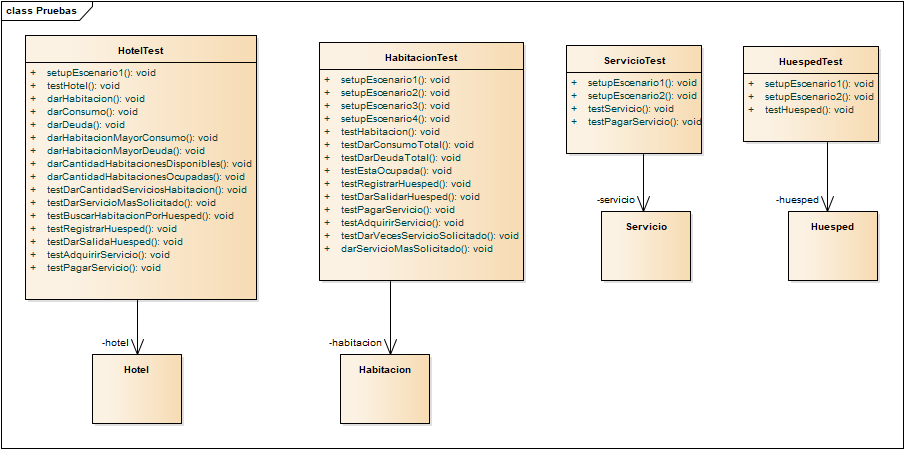 class Pruebas
HotelTest
+ setupEscenario1(): void
+ testHotel(): void
+ darHabitacion(): void
+ darConsumo(): void
+ darDeuda(): void
+ darHabitacionMayorConsumo(): void
+ darHabitacionMayorDeuda(): void
+ darCantidadHabitacionesDisponibles(): void
+ darCantidadHabitacionesOcupadas(): void
+ testDarCantidadServiciosHabitacion(): void
+ testDarServicioMasSolicitado(): void
+ testBuscarHabitacionPorHuesped(): void
+ testRegistrarHuesped(): void
+ testDarSalidaHuesped(): void
+ testAdquirirServicio(): void
+ testPagarServicio(): void
-hotel
Hotel
HabitacionTest
+ setupEscenario1(): void
+ setupEscenario2(): void
+ setupEscenario3(): void
+ setupEscenario4(): void
+ testHabitacion(): void
+ testDarConsumoTotal(): void
+ testDarDeudaTotal(): void
+ testEstaOcupada(): void
+ testRegistrarHuesped(): void
+ testDarSalidarHuesped(): void
+ testPagarServicio(): void
+ testAdquirirServicio(): void
+ testDarVecesServicioSolicitado(): void
+ darServicioMasSolicitado(): void
-habitacion
Habitacion
ServicioTest
+ setupEscenario1(): void
+ setupEscenario2(): void
+ testServicio(): void
+ testPagarServicio(): void
-servicio
Servicio
HuespedTest
+ setupEscenario1(): void
+ setupEscenario2(): void
+ testHuesped(): void
-huesped
Huesped